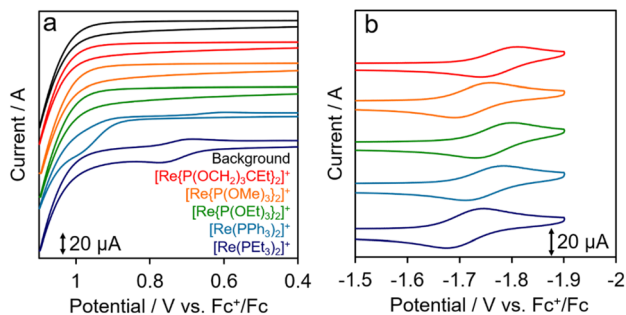 a
Current / A
Background
[Re{P(OCH₂)₃CEt}₂]⁺
[Re{P(OMe)₃}₂]⁺
[Re{P(OEt)₃}₂]⁺
[Re(PPh₃)₂]⁺
[Re(PEt₃)₂]⁺
20 µA
1 0.8 0.6 0.4
Potential / V vs. Fc⁺/Fc
b
Current / A
20 µA
-1.5 -1.6 -1.7 -1.8 -1.9 -2
Potential / V vs. Fc⁺/Fc